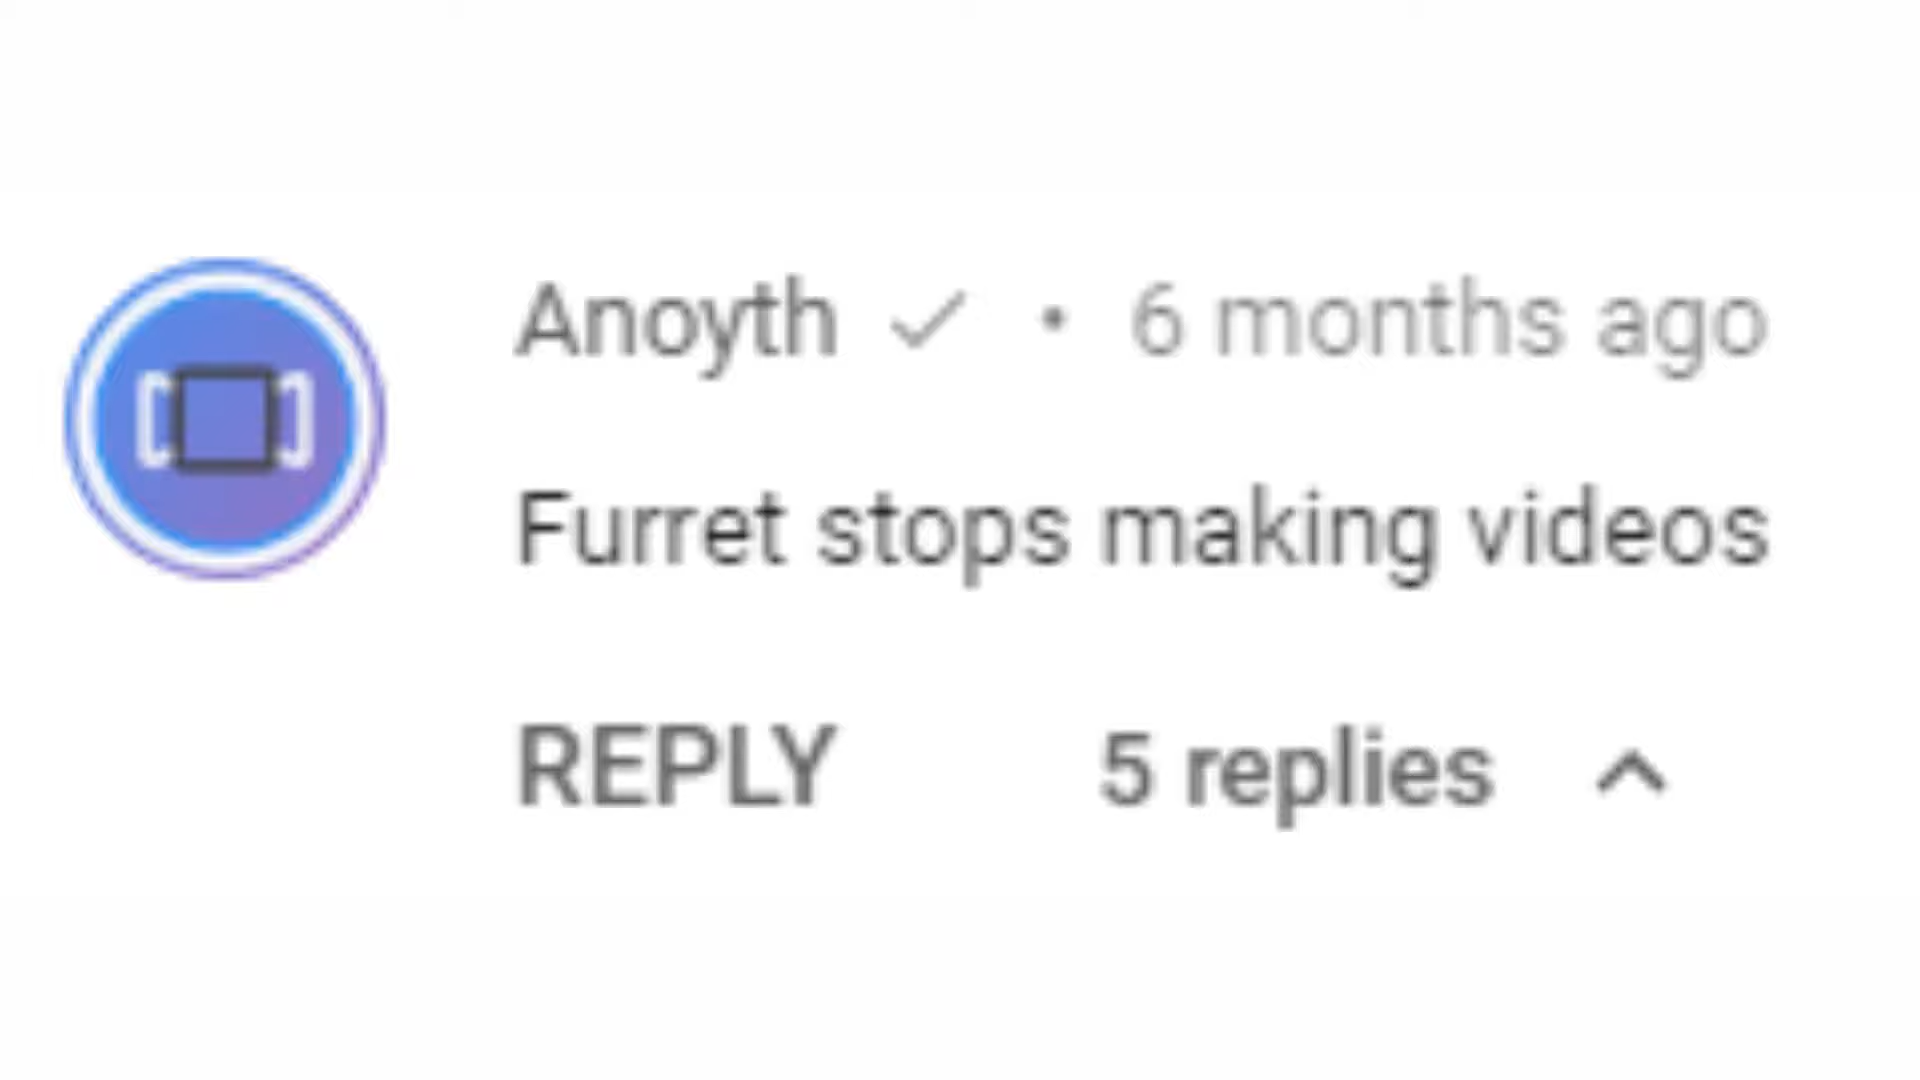 Anoyth ✓ • 6 months ago
Furret stops making videos
REPLY 5 replies